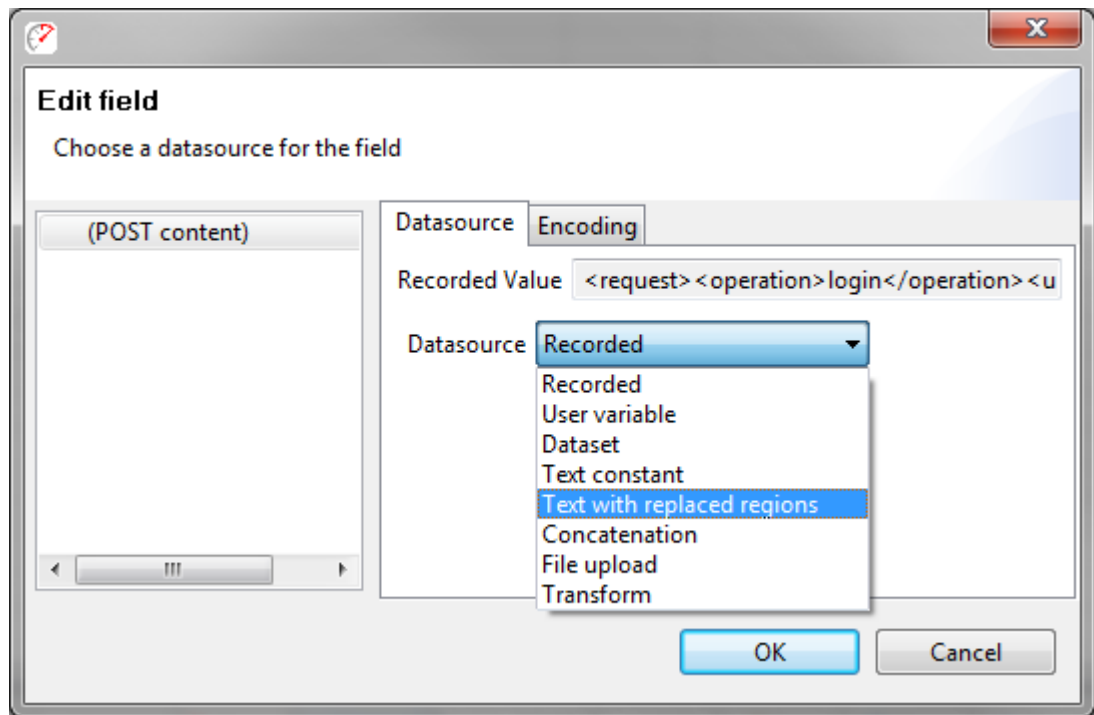 Edit field
Choose a datasource for the field
(POST content)
Datasource
Encoding
Recorded Value <request><operation>login</operation><u
Datasource Recorded
Recorded
User variable
Dataset
Text constant
Text with replaced regions
Concatenation
File upload
Transform
OK
Cancel